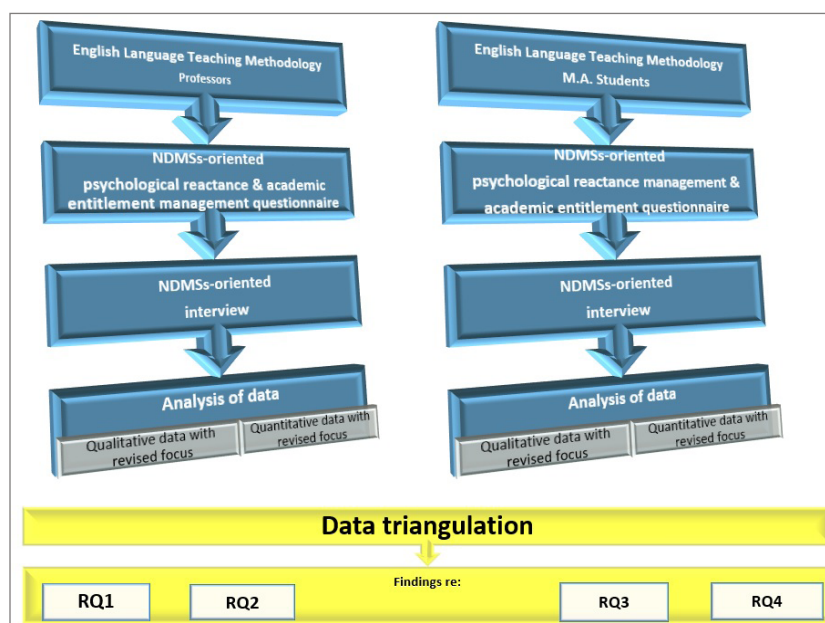 English Language Teaching Methodology
Professors
NDMSs-oriented
psychological reactance & academic
entitlement management questionnaire
NDMSs-oriented
interview
Analysis of data
Qualitative data with
revised focus
Quantitative data with
revised focus
English Language Teaching Methodology
M.A. Students
NDMSs-oriented
psychological reactance management &
academic entitlement questionnaire
NDMSs-oriented
interview
Analysis of data
Qualitative data with
revised focus
Quantitative data with
revised focus
Data triangulation
Findings re:
RQ1
RQ2
RQ3
RQ4